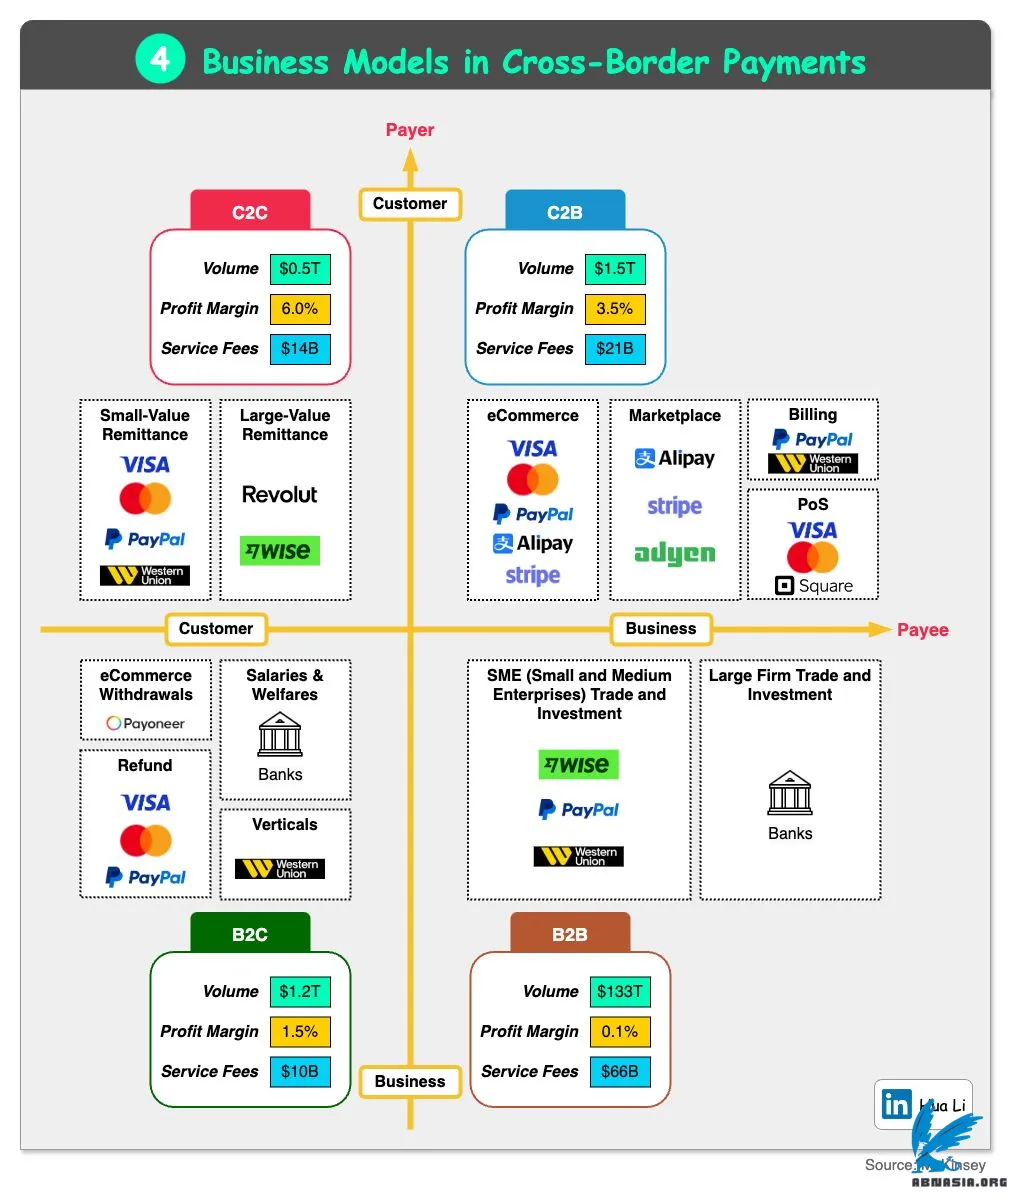 4 Business Models in Cross-Border Payments
Payer
Customer
C2C
Volume $0.5T
Profit Margin 6.0%
Service Fees $14B
C2B
Volume $1.5T
Profit Margin 3.5%
Service Fees $21B
Small-Value
Remittance
VISA
PayPal
Western
Union
Large-Value
Remittance
Revolut
WISE
eCommerce
VISA
PayPal
支 Alipay
stripe
Marketplace
支 Alipay
stripe
adyen
Billing
PayPal
Western
Union
PoS
VISA
Square
Customer
Business
Payee
eCommerce
Withdrawals
Payoneer
Refund
VISA
PayPal
Salaries &
Welfares
Banks
Verticals
Western
Union
SME (Small and Medium
Enterprises) Trade and
Investment
WISE
PayPal
Western
Union
Large Firm Trade and
Investment
Banks
B2C
Volume $1.2T
Profit Margin 1.5%
Service Fees $10B
B2B
Volume $133T
Profit Margin 0.1%
Service Fees $66B
Business
in Hua Li
Source: McKinsey
ABNASIA.ORG